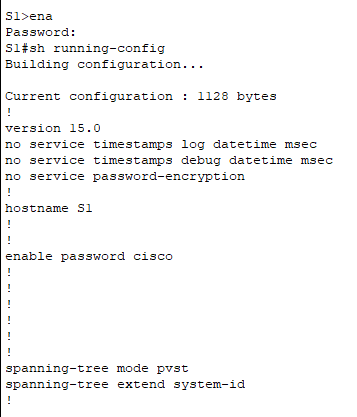 S1>ena
Password:
S1#sh running-config
Building configuration...
Current configuration : 1128 bytes
!
version 15.0
no service timestamps log datetime msec
no service timestamps debug datetime msec
no service password-encryption
!
hostname S1
!
!
enable password cisco
!
!
!
!
!
!
spanning-tree mode pvst
spanning-tree extend system-id
!